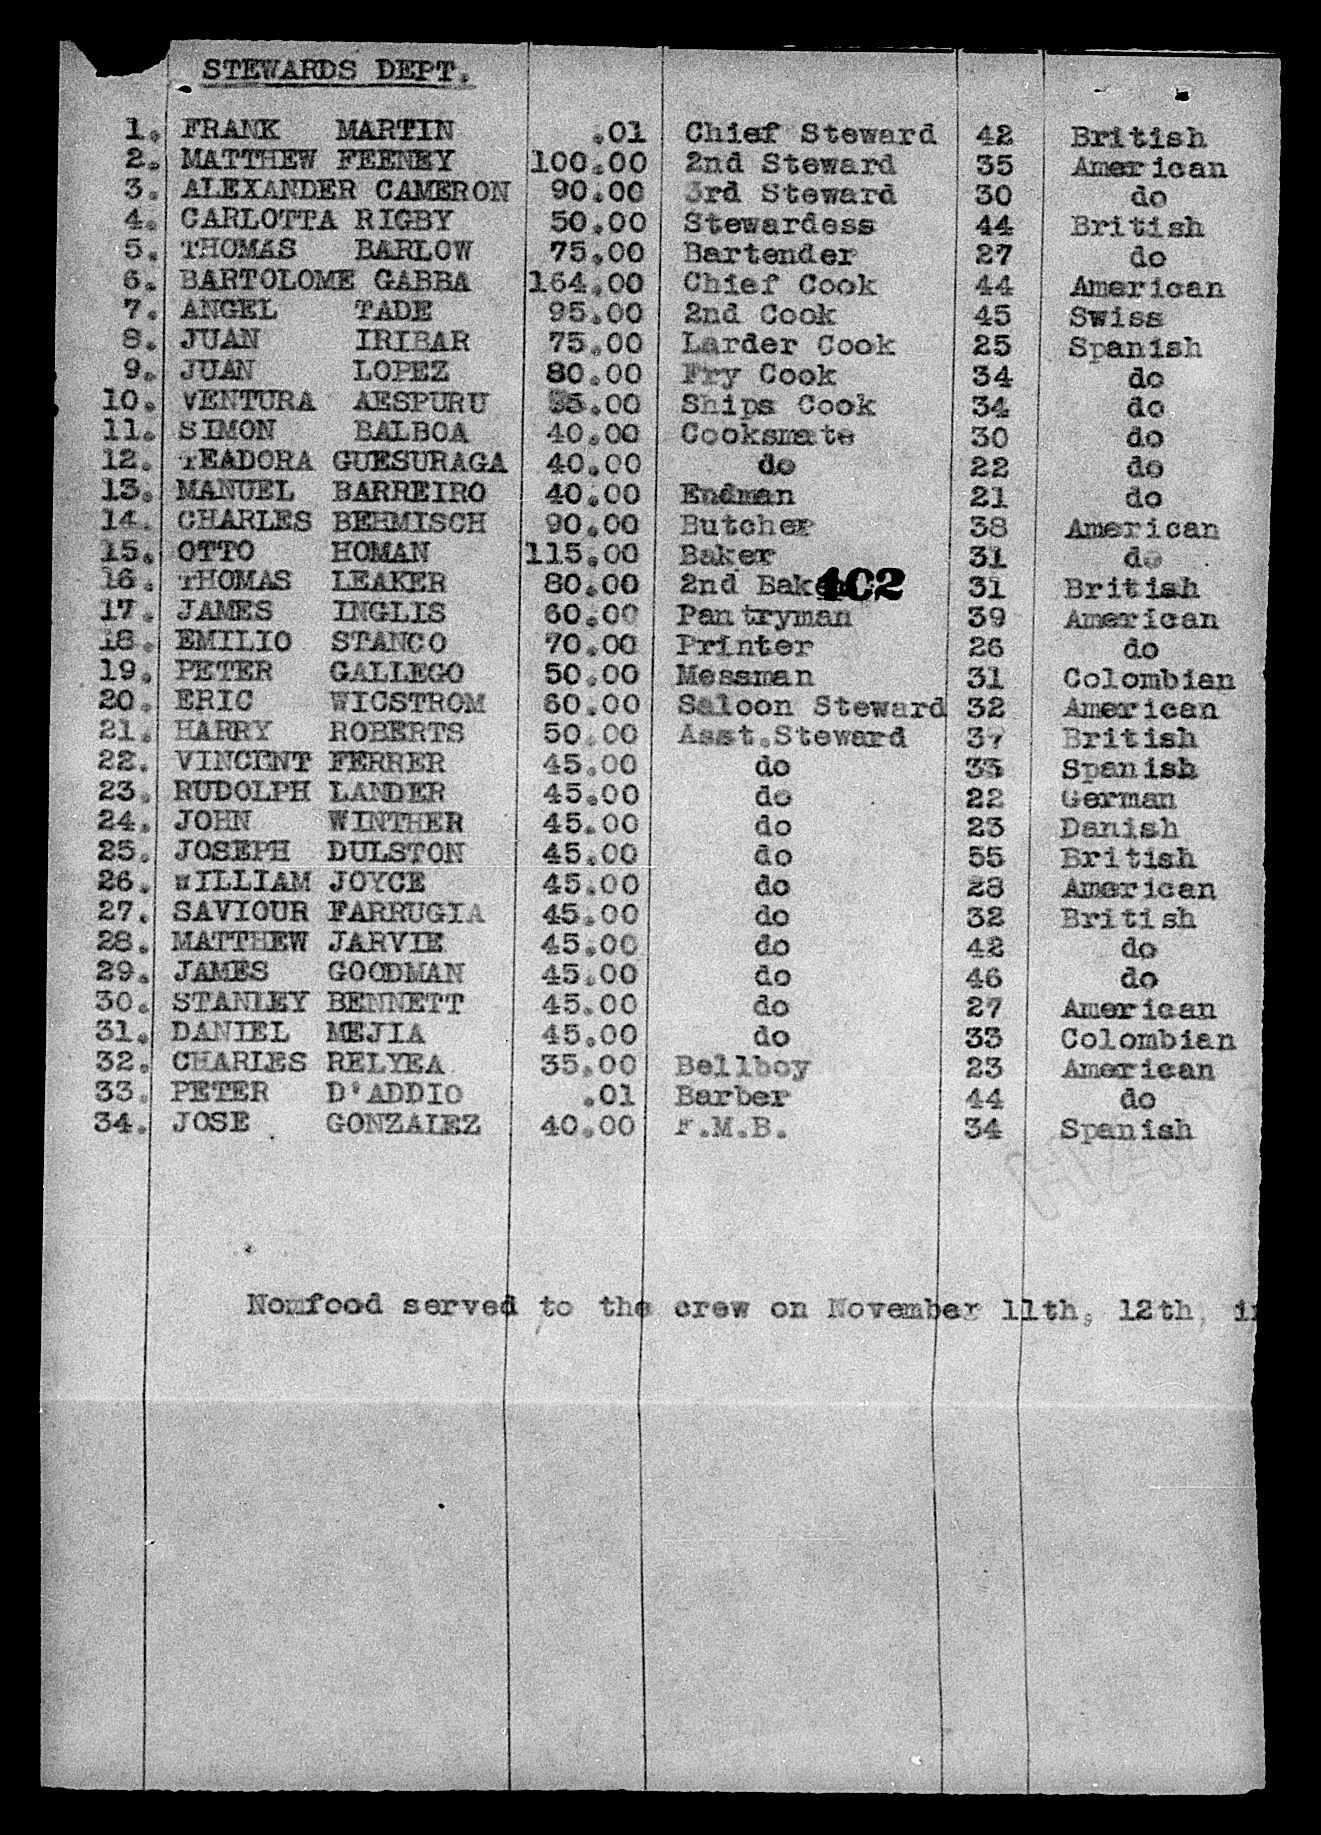 STEWARDS DEPT.
1. FRANK MARTIN .01 Chief Steward 42 British
2. MATTHEW FEENEY 100.00 2nd Steward 35 American
3. ALEXANDER CAMERON 90.00 3rd Steward 30 do
4. CARLOTTA RIGBY 50.00 Stewardess 44 British
5. THOMAS BARLOW 75.00 Bartender 27 do
6. BARTOLOME GABBA 164.00 Chief Cook 44 American
7. ANGEL TADE 95.00 2nd Cook 45 Swiss
8. JUAN IRIBAR 75.00 Larder Cook 25 Spanish
9. JUAN LOPEZ 80.00 Fry Cook 34 do
10. VENTURA AESPURU Ships Cook 34 do
11. SIMON BALBOA 40.00 Cooksmate 30 do
12. TEADORA GUESURAGA 40.00 do 22 do
13. MANUEL BARREIRO 40.00 Endman 21 do
14. CHARLES BEHMISCH 90.00 Butcher 38 American
15. OTTO HOMAN 115.00 Baker 31 do
16. THOMAS LEAKER 80.00 2nd Baker 402 31 British
17. JAMES INGLIS 60.00 Pantryman 39 American
18. EMILIO STANCO 70.00 Printer 26 do
19. PETER GALLEGO 50.00 Messman 31 Colombian
20. ERIC WICSTROM 60.00 Saloon Steward 32 American
21. HARRY ROBERTS 50.00 Asst.Steward 37 British
22. VINCENT FERRER 45.00 do 33 Spanish
23. RUDOLPH LANDER 45.00 do 22 German
24. JOHN WINTHER 45.00 do 23 Danish
25. JOSEPH DULSTON 45.00 do 55 British
26. WILLIAM JOYCE 45.00 do 28 American
27. SAVIOUR FARRUGIA 45.00 do 32 British
28. MATTHEW JARVIE 45.00 do 42 do
29. JAMES GOODMAN 45.00 do 46 do
30. STANLEY BENNETT 45.00 do 27 American
31. DANIEL MEJIA 45.00 do 33 Colombian
32. CHARLES RELYEA 35.00 Bellboy 23 American
33. PETER D'ADDIO .01 Barber 44 do
34. JOSE GONZALEZ 40.00 F.M.B. 34 Spanish
Nomfood served to the crew on November 11th, 12th,